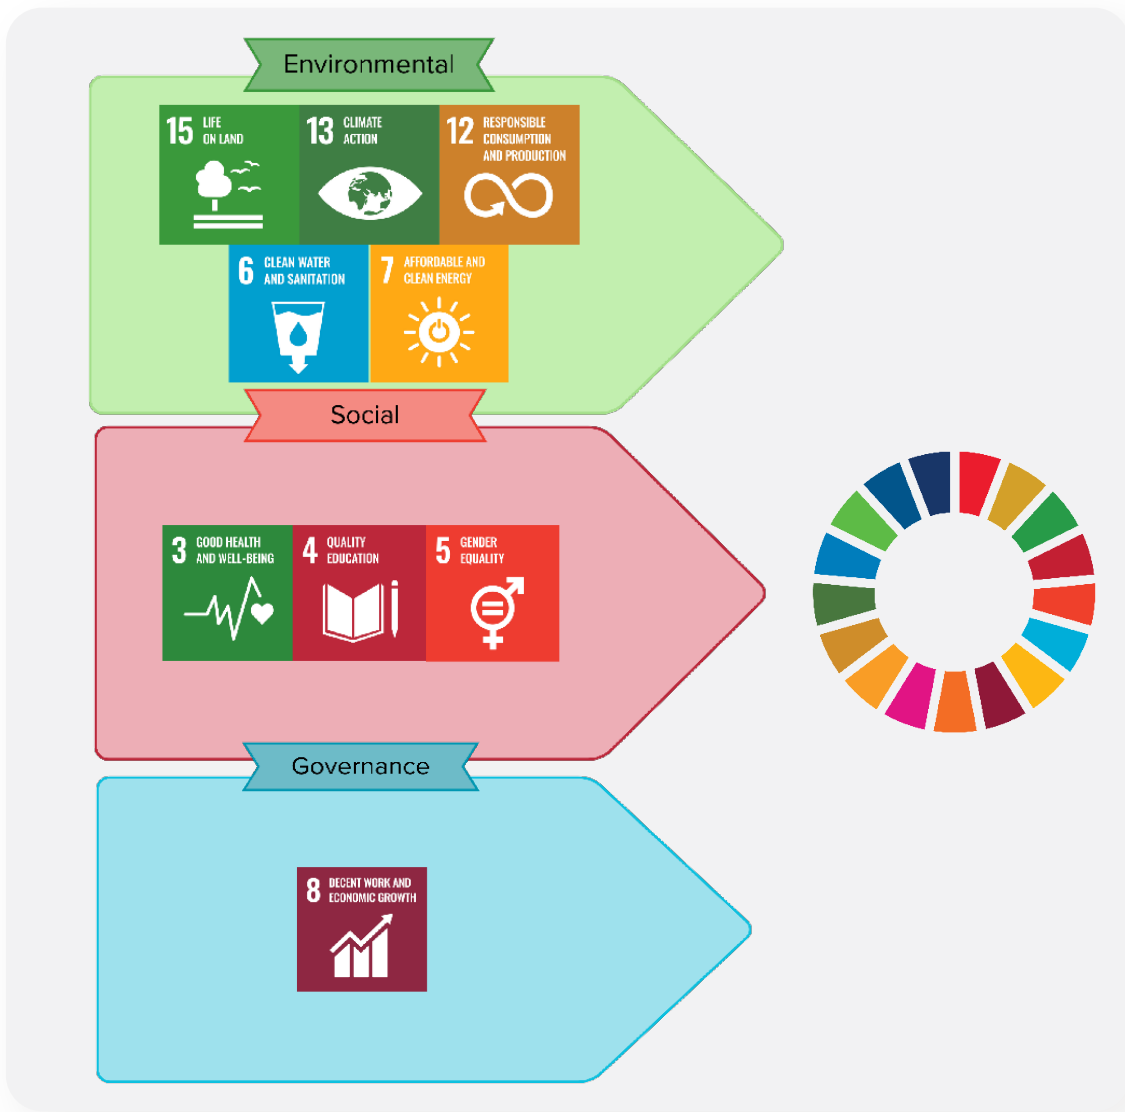 Environmental
15 LIFE
ON LAND
13 CLIMATE
ACTION
12 RESPONSIBLE
CONSUMPTION
AND PRODUCTION
6 CLEAN WATER
AND SANITATION
7 AFFORDABLE AND
CLEAN ENERGY
Social
3 GOOD HEALTH
AND WELL-BEING
4 QUALITY
EDUCATION
5 GENDER
EQUALITY
Governance
8 DECENT WORK AND
ECONOMIC GROWTH